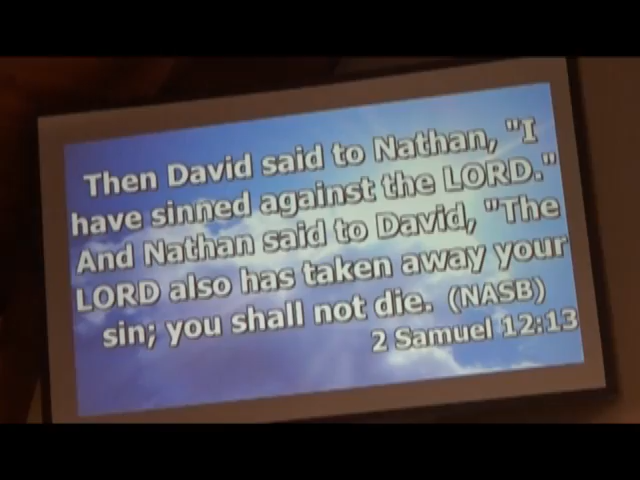 Then David said to Nathan, "I
have sinned against the LORD."
And Nathan said to David, "The
LORD also has taken away your
sin; you shall not die. (NASB)
2 Samuel 12:13